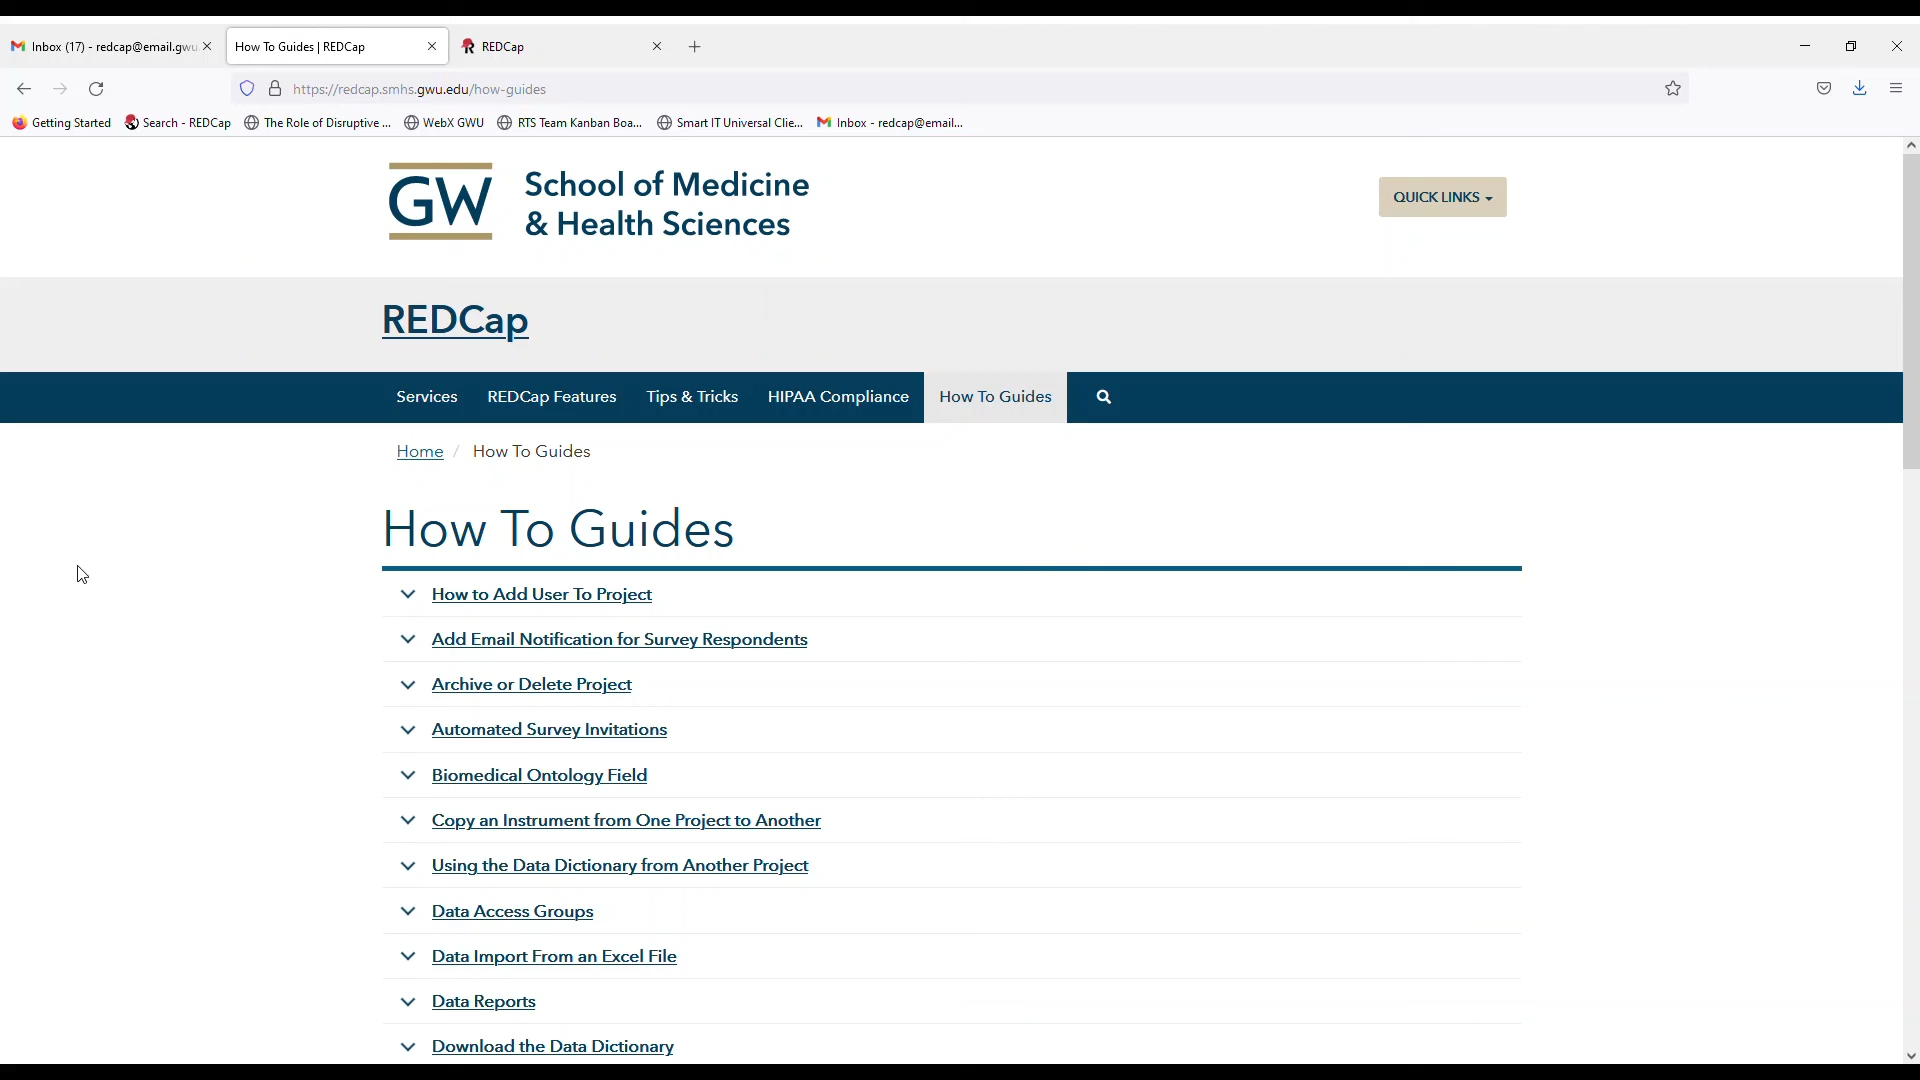 Inbox (17) - redcap@email.gwu
How To Guides | REDCap
REDCap
https://redcap.smhs.gwu.edu/how-guides
Getting Started
Search - REDCap
The Role of Disruptive ...
WebX GWU
RTS Team Kanban Boa...
Smart IT Universal Clie...
Inbox - redcap@email...
GW
School of Medicine
& Health Sciences
QUICK LINKS
REDCap
Services
REDCap Features
Tips & Tricks
HIPAA Compliance
How To Guides
Home / How To Guides
How To Guides
How to Add User To Project
Add Email Notification for Survey Respondents
Archive or Delete Project
Automated Survey Invitations
Biomedical Ontology Field
Copy an Instrument from One Project to Another
Using the Data Dictionary from Another Project
Data Access Groups
Data Import From an Excel File
Data Reports
Download the Data Dictionary